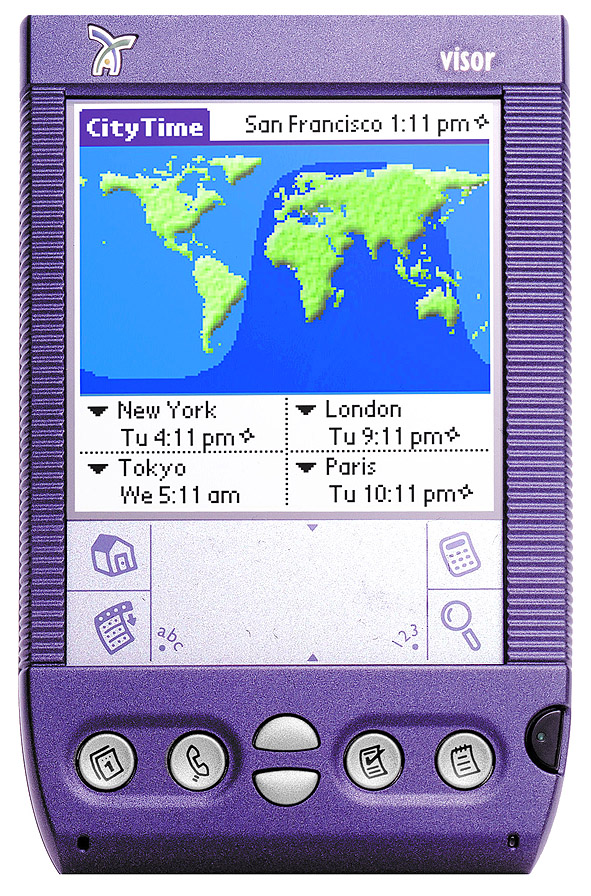 visor
CityTime San Francisco 1:11 pm
New York
Tu 4:11 pm
London
Tu 9:11 pm
Tokyo
We 5:11 am
Paris
Tu 10:11 pm
abc
123
1